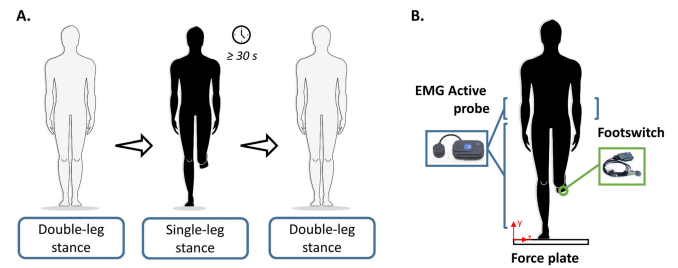 A.
≥ 30 s
Double-leg
stance
Single-leg
stance
Double-leg
stance
B.
EMG Active
probe
Footswitch
y
z
Force plate